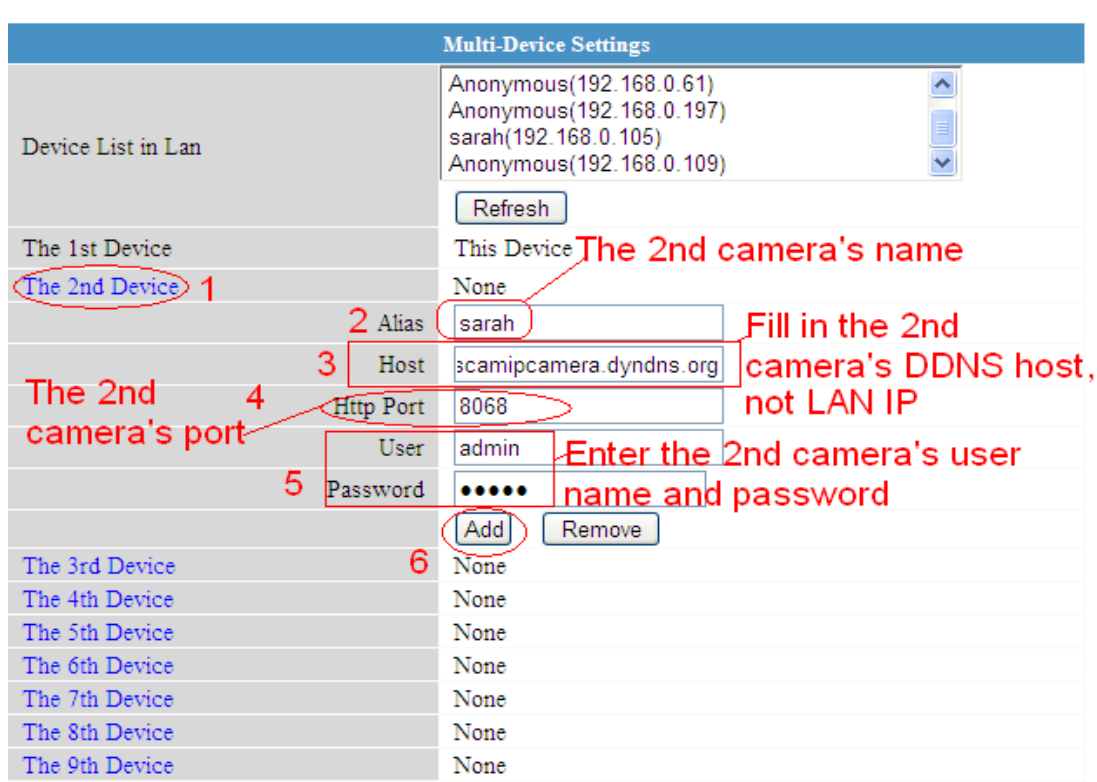 Multi-Device Settings
Device List in Lan
Anonymous(192.168.0.61)
Anonymous(192.168.0.197)
sarah(192.168.0.105)
Anonymous(192.168.0.109)
Refresh
The 1st Device This Device
The 2nd camera's name
The 2nd Device 1 None
2 Alias sarah
3 Host scamipcamera.dyndns.org
Fill in the 2nd
camera's DDNS host,
not LAN IP
The 2nd
camera's port
4 Http Port 8068
User admin
5 Password •••••
Enter the 2nd camera's user
name and password
Add Remove
6
The 3rd Device None
The 4th Device None
The 5th Device None
The 6th Device None
The 7th Device None
The 8th Device None
The 9th Device None